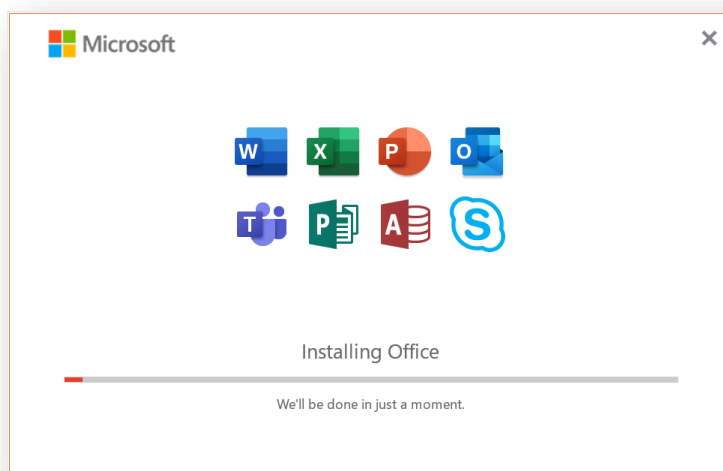 Microsoft
W X P O
T P A S
Installing Office
We'll be done in just a moment.